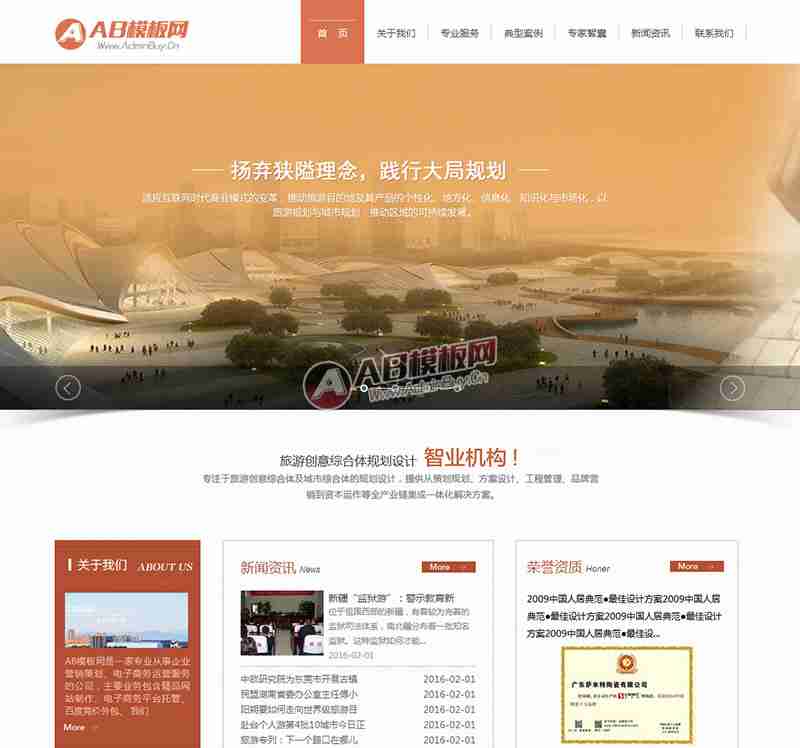 AB模板网
Www.AdminBuy.Cn
首 页
关于我们
专业服务
典型案例
专家智囊
新闻资讯
联系我们
扬弃狭隘理念，践行大局规划
适应互联网时代商业模式的变革，推动旅游目的地及其产品的个性化、地方化、信息化、知识化与市场化，以
旅游规划与城市规划，推动区域的可持续发展。
AB模板网
Www.AdminBuy.Cn
旅游创意综合体规划设计 智业机构！
专注于旅游创意综合体及城市综合体的规划设计，提供从策划规划、方案设计、工程管理、品牌营
销到资本运作等全产业链集成一体化解决方案。
关于我们 ABOUT US
AB模板网是一家专业从事企业
营销策划、电子商务运营服务
的公司，主要业务包含精品网
站制作、电子商务平台托管、
百度竞价外包、 我们
More
新闻资讯 News
More
新疆“监狱游”：警示教育新
位于祖国西部的新疆，有着较为完善的
监狱司法体系，南北疆分布着一批知名
监狱。这种监狱如何才能...
2016-02-01
中欧研究院为东莞市开展古镇 2016-02-01
民盟湖南省委办公室主任傅小 2016-02-01
阳朔要如何走向世界级旅游 2016-02-01
赴台个人游第4批10城市今日正 2016-02-01
旅游专列：下一个路口在哪儿 2016-02-01
荣誉资质 Honer
More
2009中国人居典范●最佳设计方案2009中国人居
典范●最佳设计方案2009中国人居典范●最佳设计
方案2009中国人居典范●最佳设...
广东萨米特陶瓷有限公司